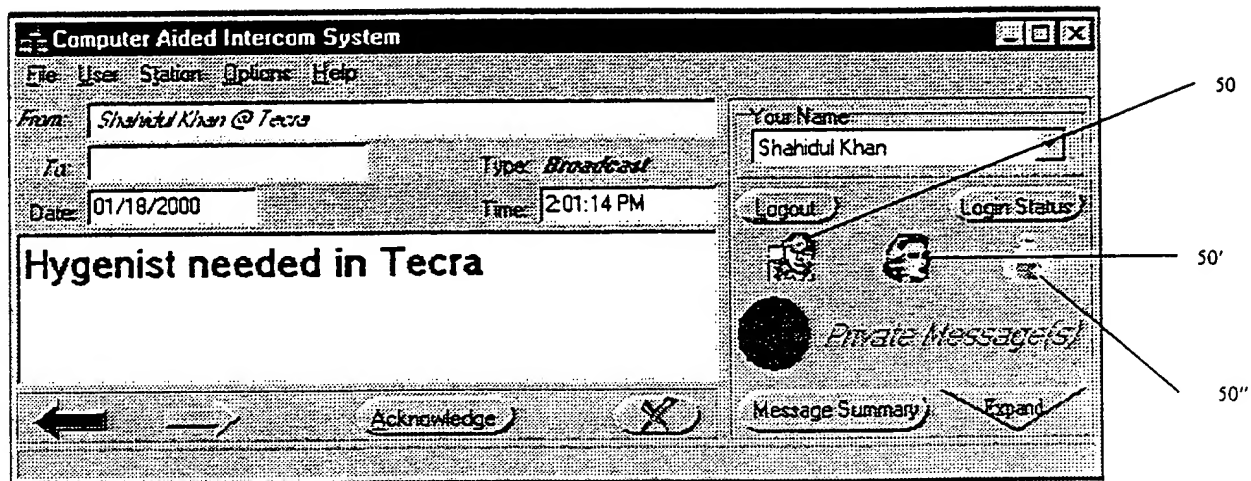 Computer Aided Intercom System
File User Station Options Help
From: Shahidul Khan @ Tecra
To:
Type: Broadcast
Date: 01/18/2000
Time: 2:01:14 PM
Hygenist needed in Tecra
Acknowledge
Your Name
Shahidul Khan
Logout
Login Status
Private Message(s)
Message Summary
Expand
50
50'
50"